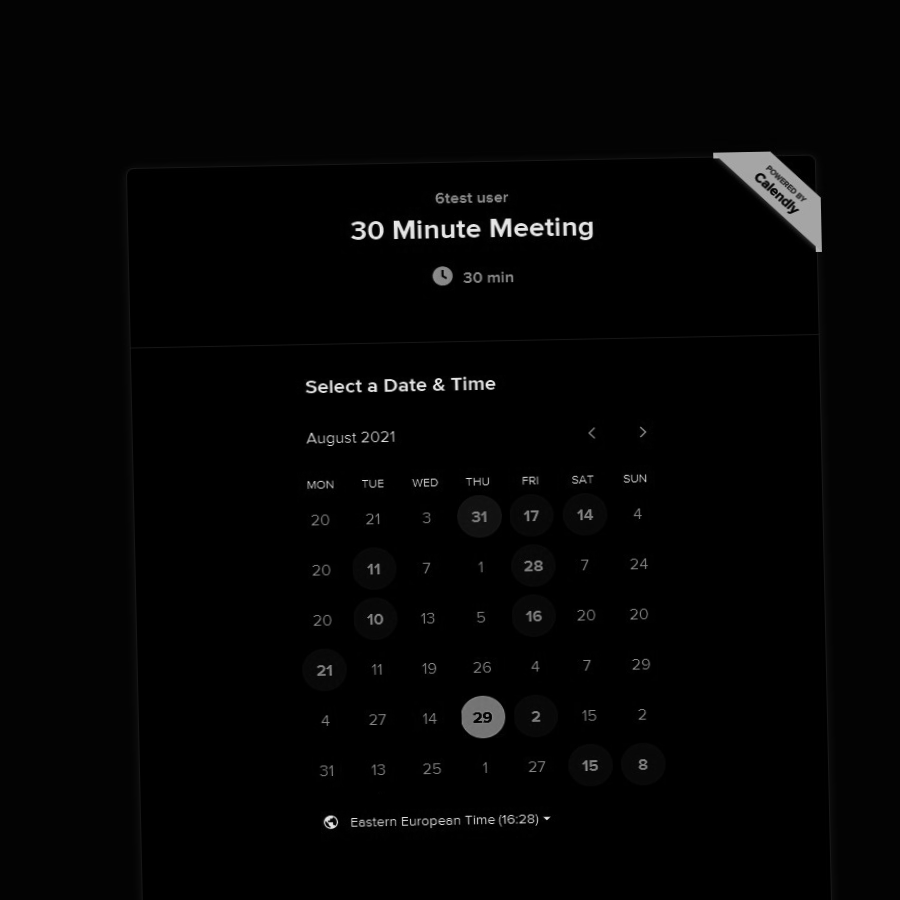 POWERED BY
Calendly
6test user
30 Minute Meeting
30 min
Select a Date & Time
August 2021
MON TUE WED THU FRI SAT SUN
20 21 3 31 17 14 4
20 11 7 1 28 7 24
20 10 13 5 16 20 20
21 11 19 26 4 7 29
4 27 14 29 2 15 2
31 13 25 1 27 15 8
Eastern European Time (16:28)